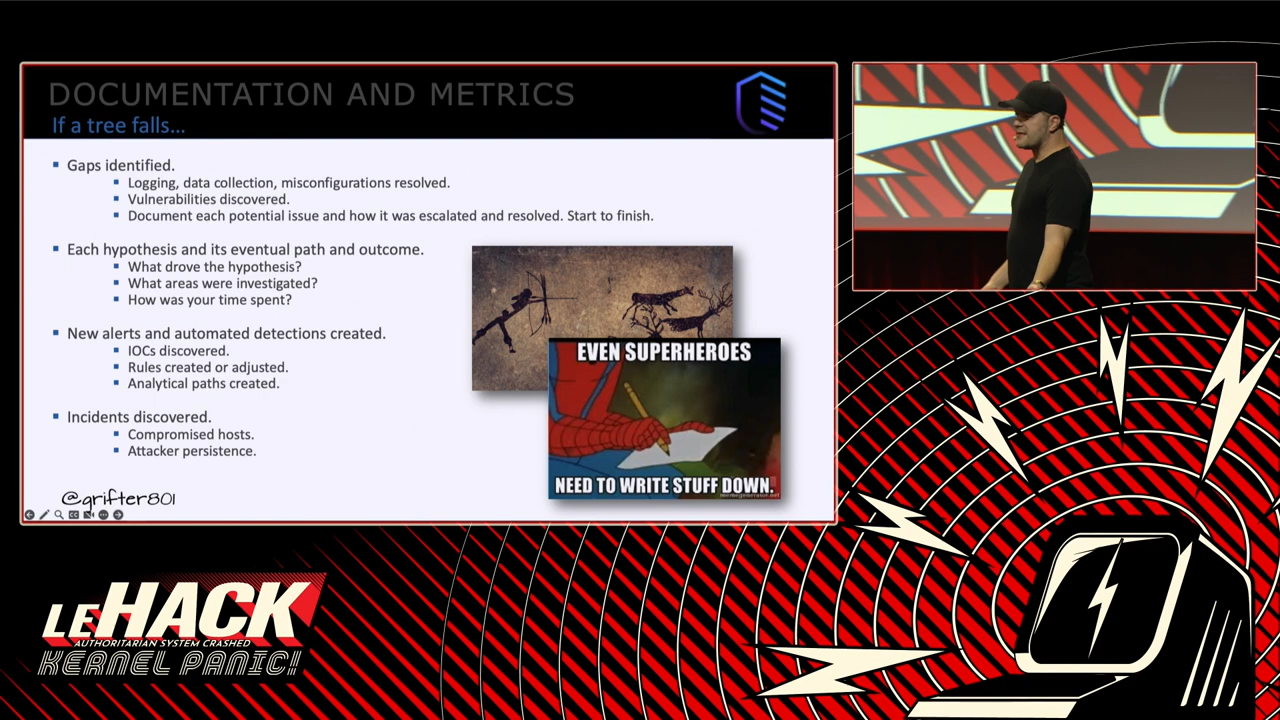 DOCUMENTATION AND METRICS
If a tree falls...
Gaps identified.
Logging, data collection, misconfigurations resolved.
Vulnerabilities discovered.
Document each potential issue and how it was escalated and resolved. Start to finish.
Each hypothesis and its eventual path and outcome.
What drove the hypothesis?
What areas were investigated?
How was your time spent?
New alerts and automated detections created.
IOCs discovered.
Rules created or adjusted.
Analytical paths created.
Incidents discovered.
Compromised hosts.
Attacker persistence.
EVEN SUPERHEROES
NEED TO WRITE STUFF DOWN.
@grifter801
LEHACK
AUTHORITARIAN SYSTEM CRASHED
KERNEL PANIC!